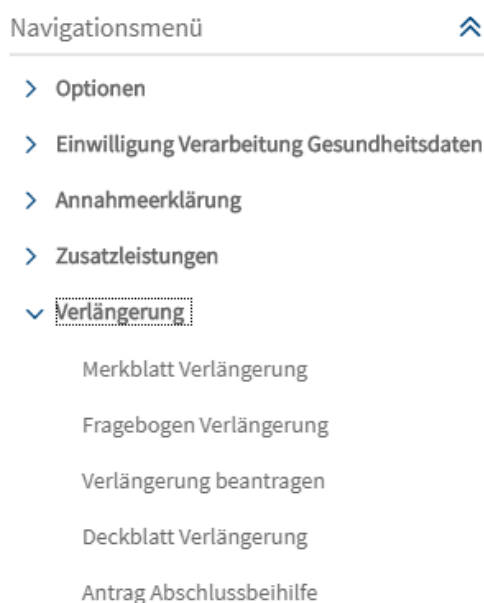 Navigationsmenü
Optionen
Einwilligung Verarbeitung Gesundheitsdaten
Annahmeerklärung
Zusatzleistungen
Verlängerung
Merkblatt Verlängerung
Fragebogen Verlängerung
Verlängerung beantragen
Deckblatt Verlängerung
Antrag Abschlussbeihilfe